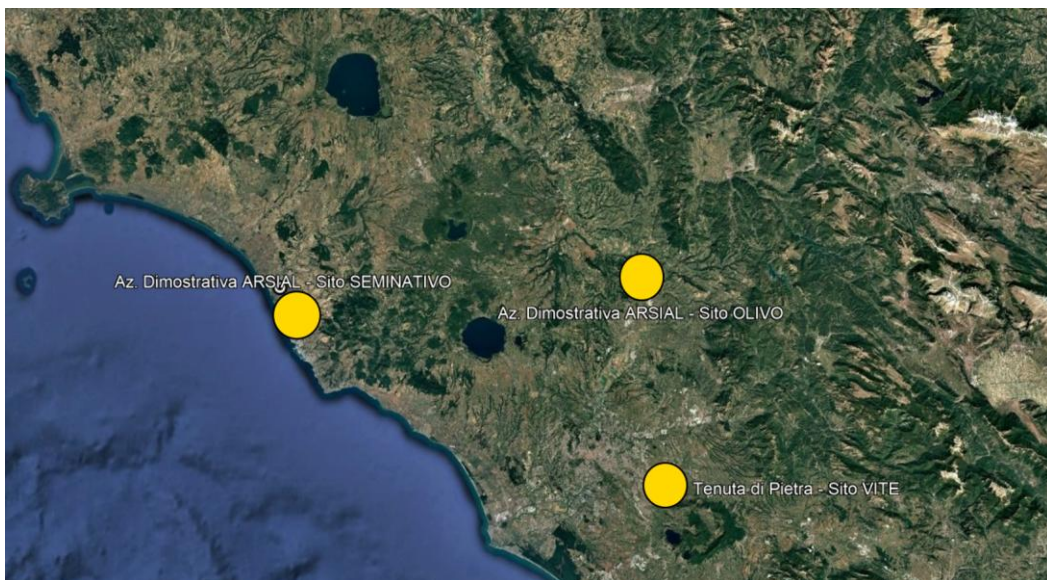 Az. Dimostrativa ARSIAL - Sito SEMINATIVO
Az. Dimostrativa ARSIAL - Sito OLIVO
Tenuta di Pietra - Sito VITE